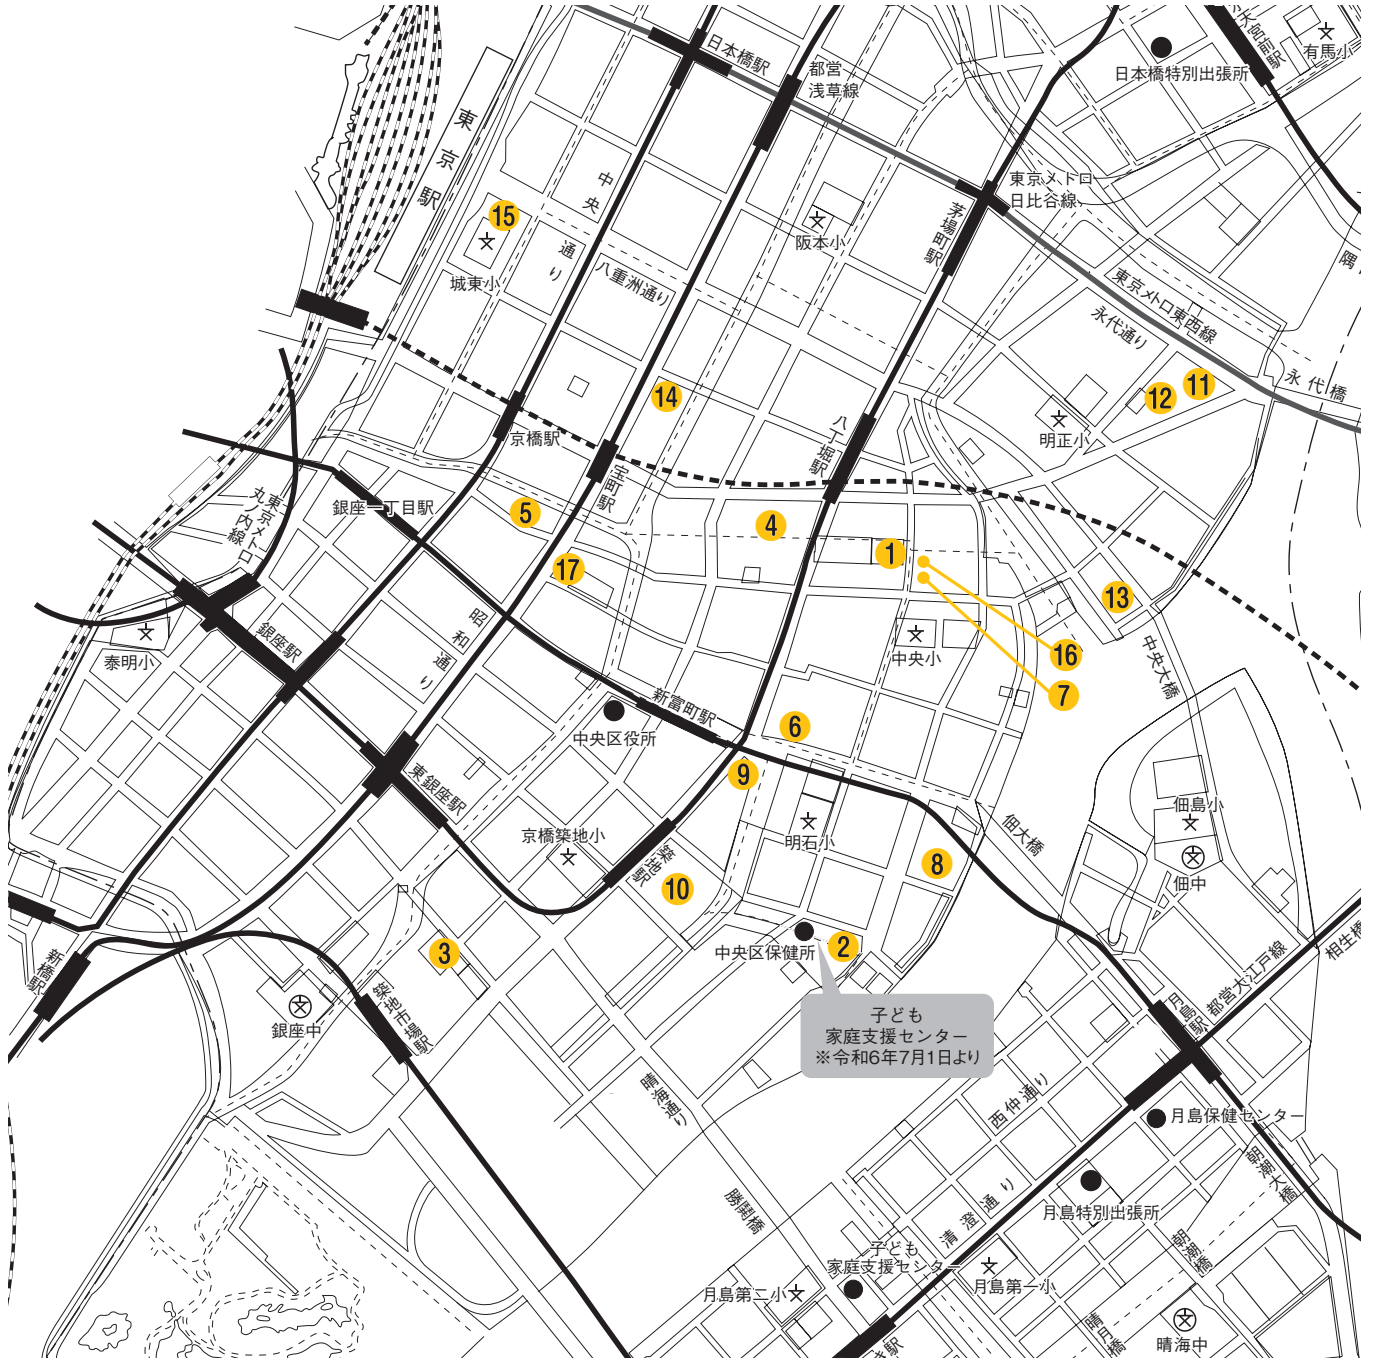 日本橋駅
都営
浅草線
日本橋特別出張所
有馬小
東京駅
中央通り
東京メトロ
日比谷線
茅場町駅
15
城東小
阪本小
八重洲通り
東京メトロ東西線
永代通り
永代橋
14
12
11
明正小
京橋駅
宝町駅
八丁堀駅
銀座一丁目駅
東京メトロ
丸ノ内線
5
4
1
17
13
16
7
中央小
中央大橋
昭和通り
泰明小
銀座駅
新富町駅
中央区役所
6
9
東銀座駅
京橋築地小
明石小
佃大橋
佃島小
佃中
8
築地駅
10
3
中央区保健所
2
新橋駅
銀座中
築地市場駅
子ども
家庭支援センター
※令和6年7月1日より
月島駅
都営大江戸線
相生橋
晴海通り
西仲通り
月島保健センター
朝潮大橋
勝鬨橋
清澄通り
月島特別出張所
朝潮橋
子ども
家庭支援センター
月島第二小
月島第一小
晴月橋
晴海中